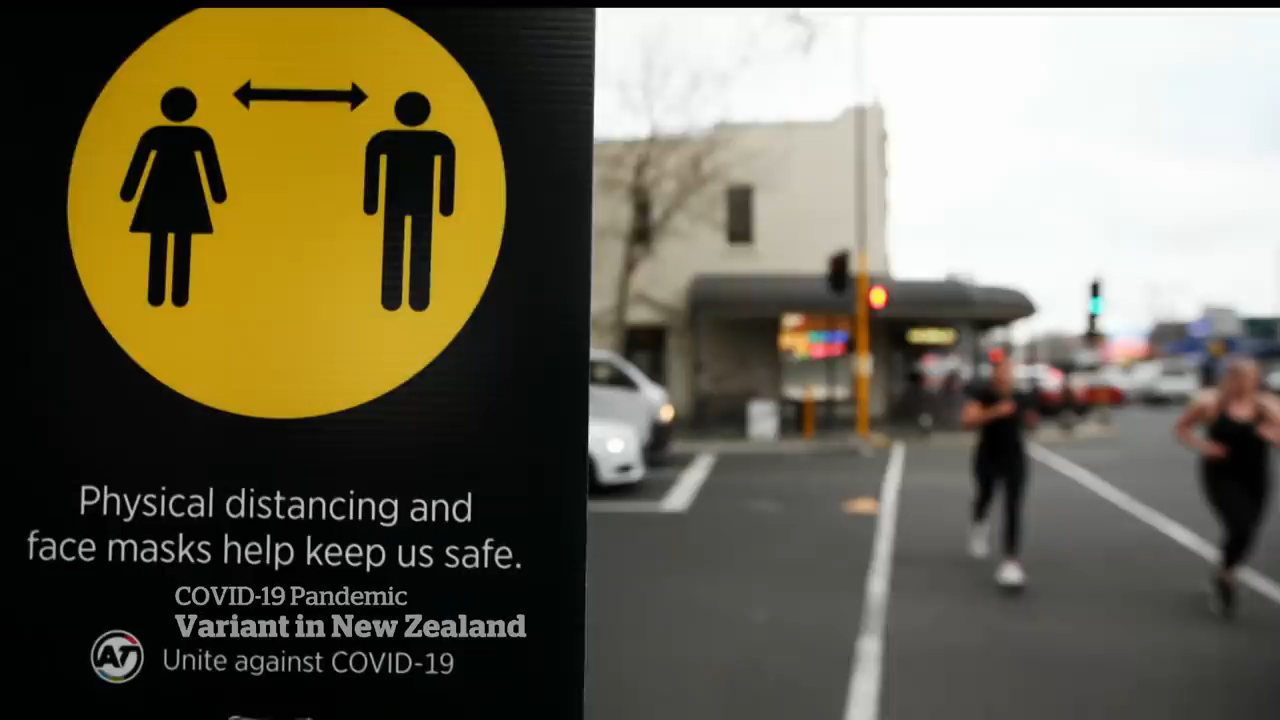 Physical distancing and
face masks help keep us safe.
COVID-19 Pandemic
Variant in New Zealand
AT Unite against COVID-19